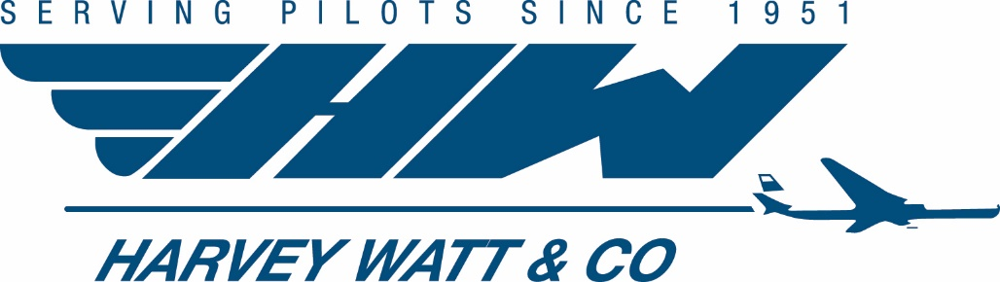 SERVING PILOTS SINCE 1951
HW
HARVEY WATT & CO